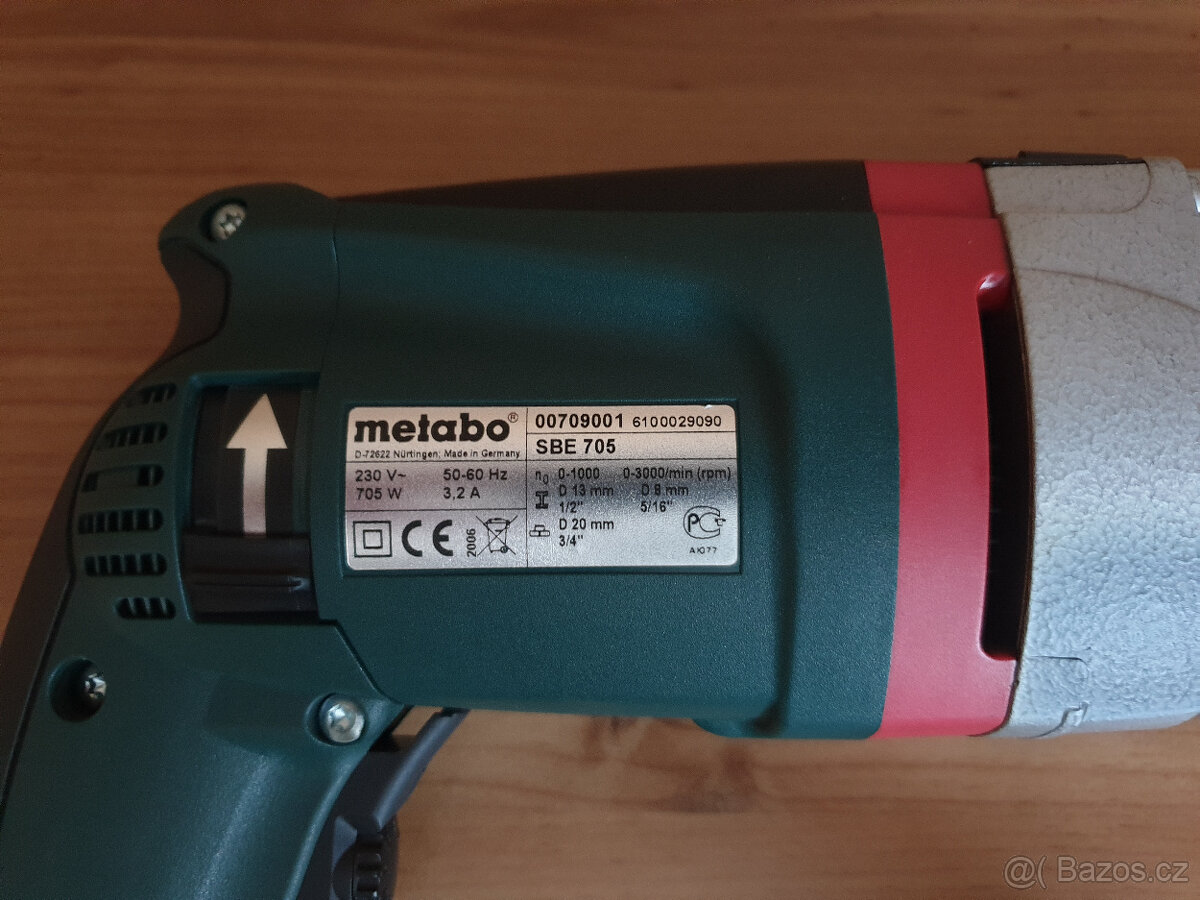 metabo®
D-72622 Nürtingen; Made in Germany
230 V~ 50-60 Hz
705 W 3,2 A
CE
2006
00709001 6100029090
SBE 705
n0 0-1000 0-3000/min (rpm)
D 13 mm D 8 mm
1/2" 5/16"
D 20 mm
3/4"
PC
АЮ77
@( Bazos.cz